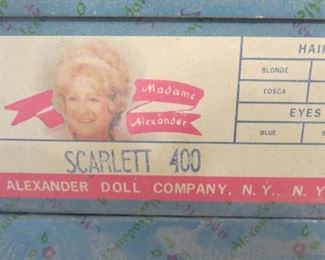 HAIR
Madame
Alexander
BLONDE
TOSCA
EYES
BLUE
SCARLETT 400
ALEXANDER DOLL COMPANY, N. Y., N. Y.